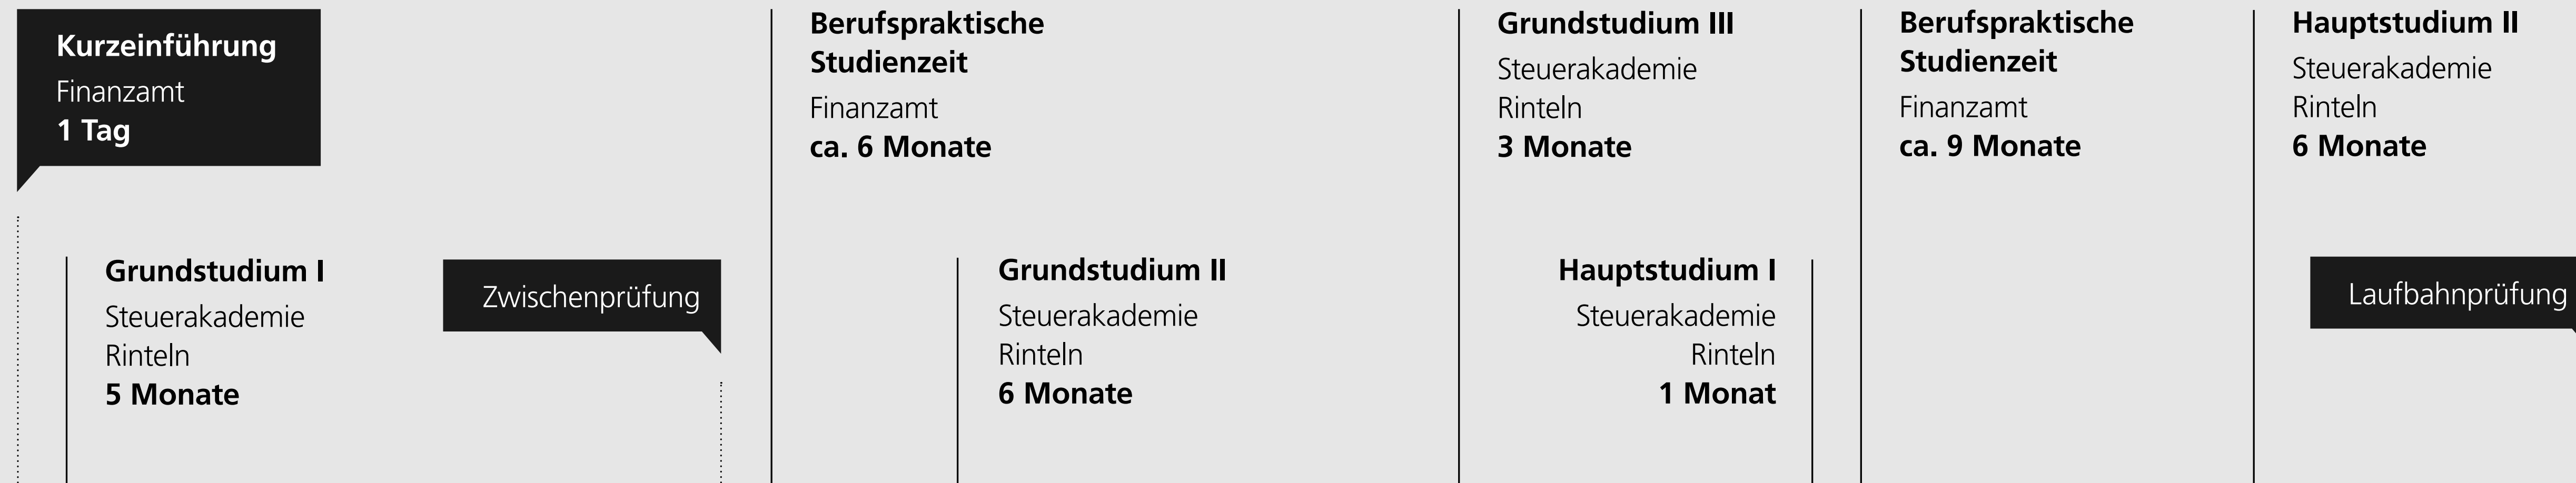 Kurzeinführung
Finanzamt
1 Tag
Grundstudium I
Steuerakademie
Rinteln
5 Monate
Zwischenprüfung
Berufspraktische
Studienzeit
Finanzamt
ca. 6 Monate
Grundstudium II
Steuerakademie
Rinteln
6 Monate
Grundstudium III
Steuerakademie
Rinteln
3 Monate
Hauptstudium I
Steuerakademie
Rinteln
1 Monat
Berufspraktische
Studienzeit
Finanzamt
ca. 9 Monate
Hauptstudium II
Steuerakademie
Rinteln
6 Monate
Laufbahnprüfung